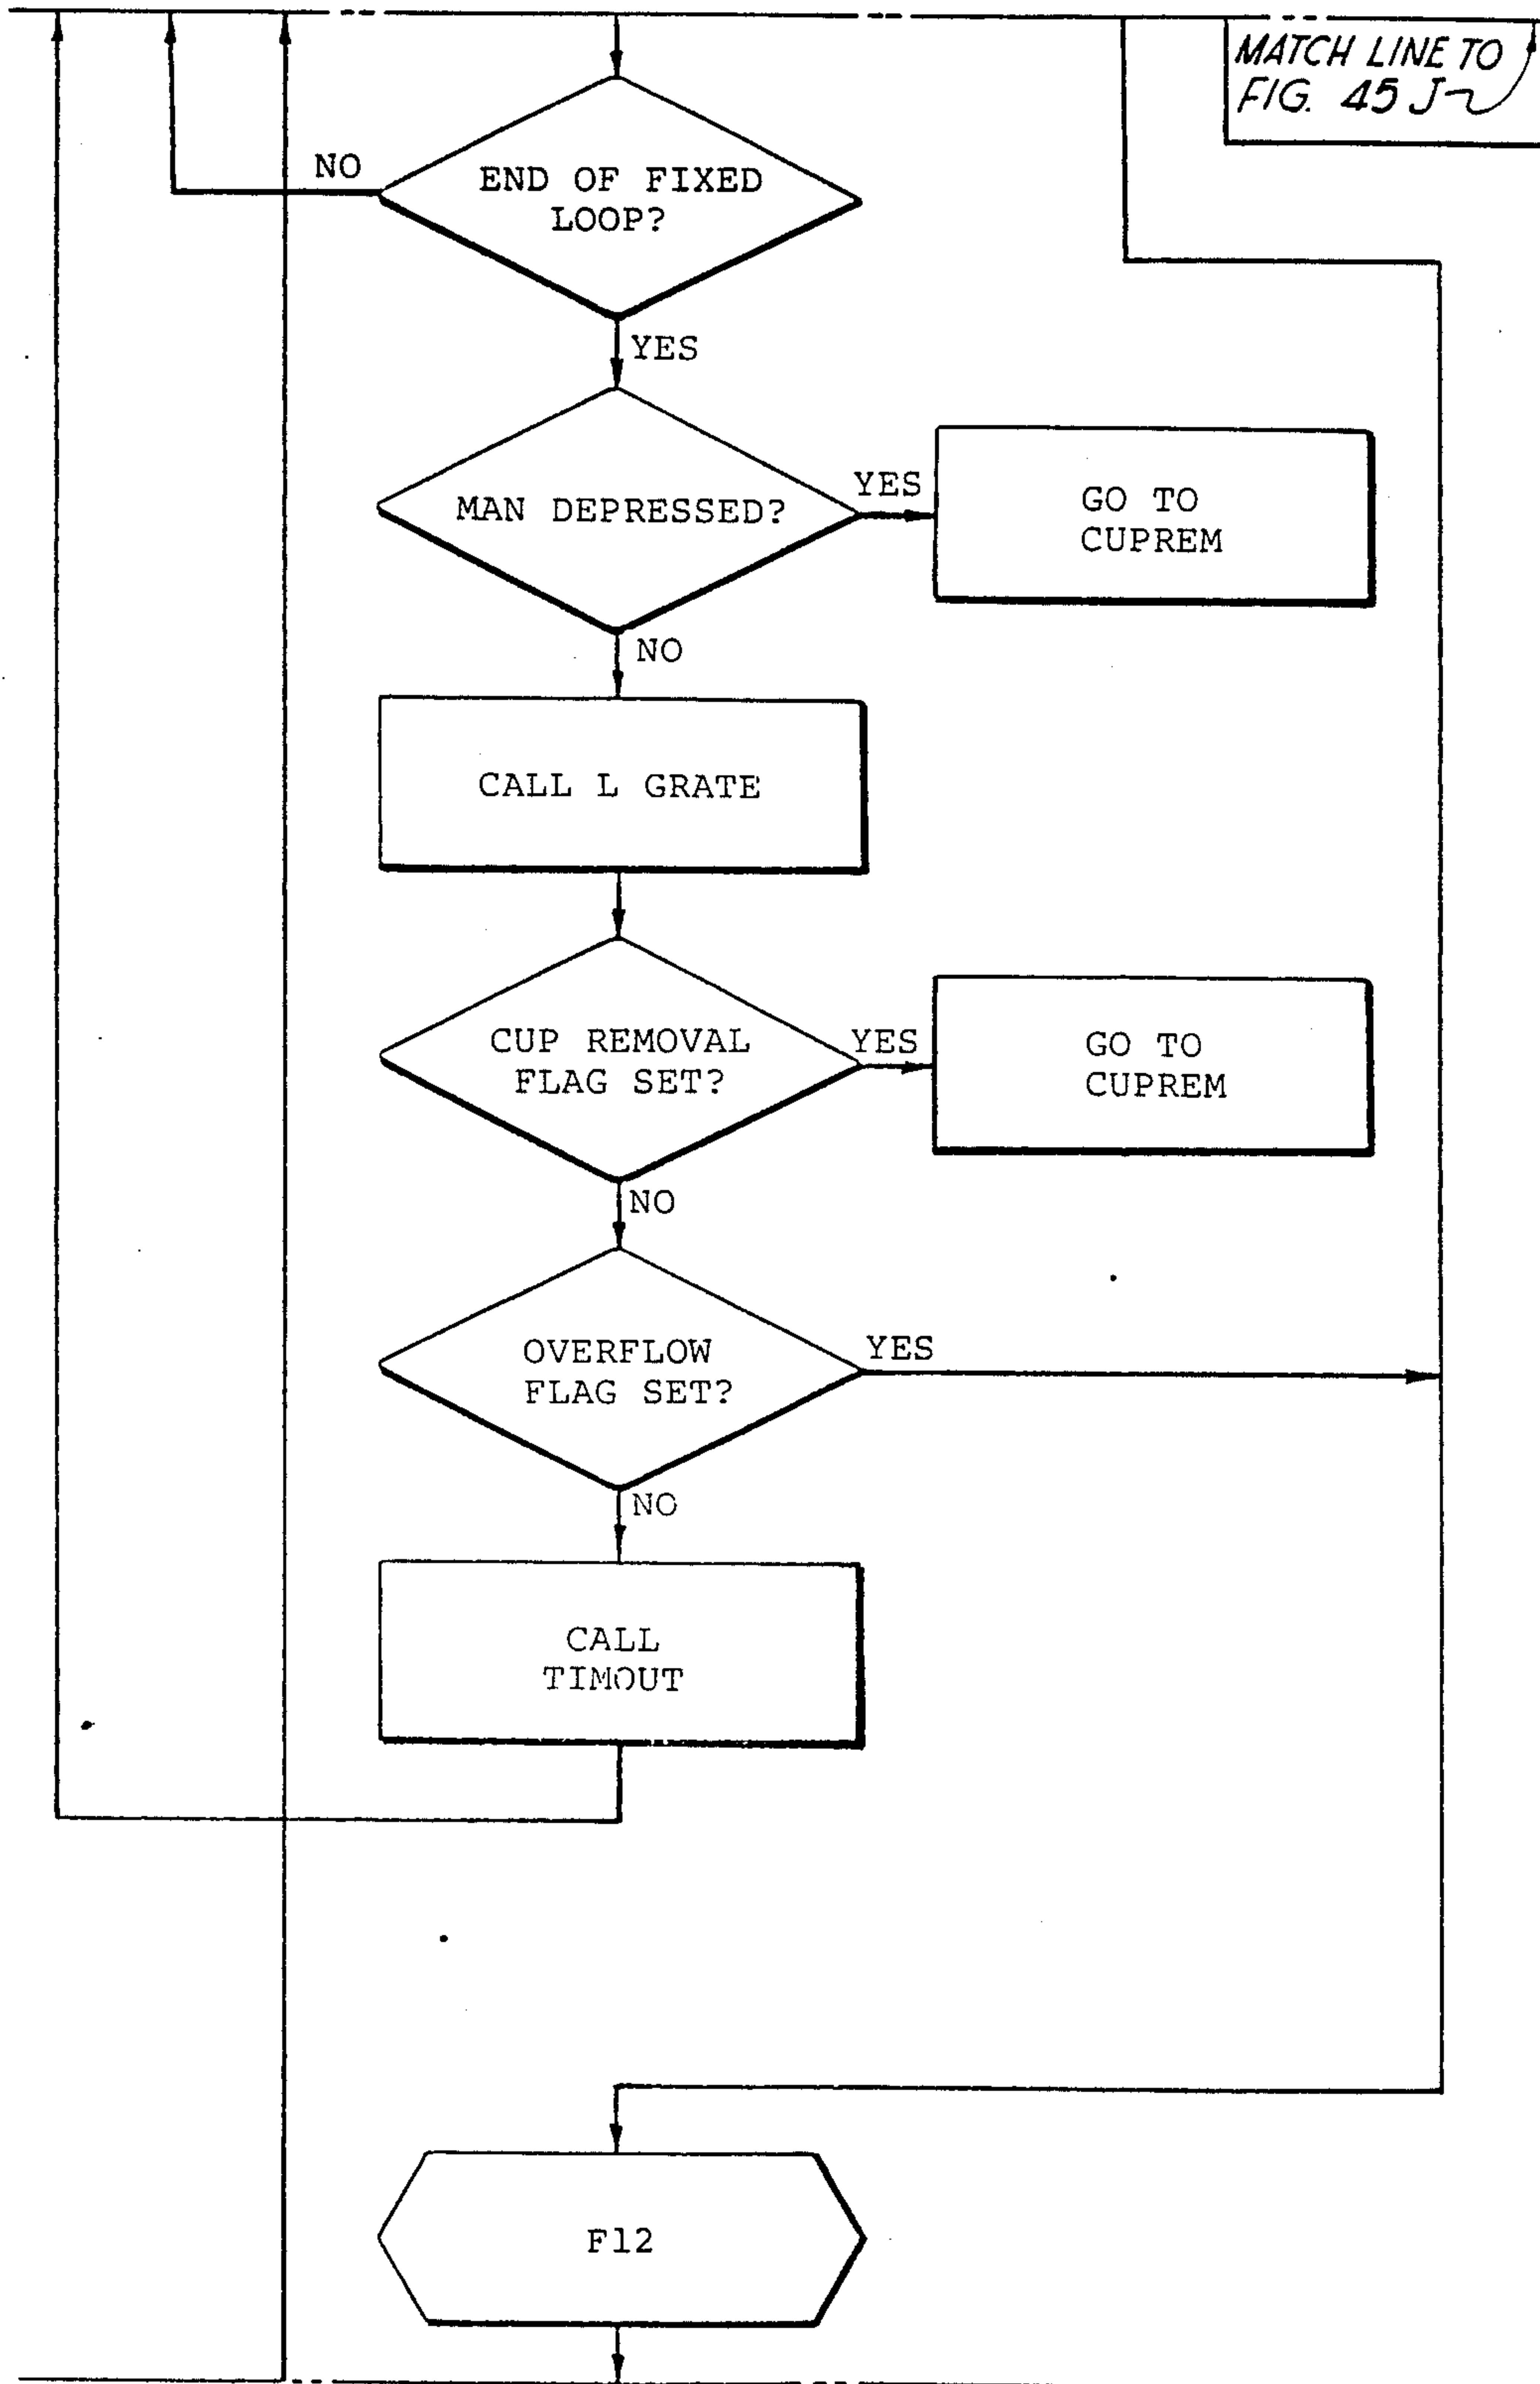 MATCH LINE TO
FIG. 45 J
NO
END OF FIXED
LOOP?
YES
MAN DEPRESSED?
YES
GO TO
CUPREM
NO
CALL L GRATE
CUP REMOVAL
FLAG SET?
YES
GO TO
CUPREM
NO
OVERFLOW
FLAG SET?
YES
NO
CALL
TIMOUT
F12